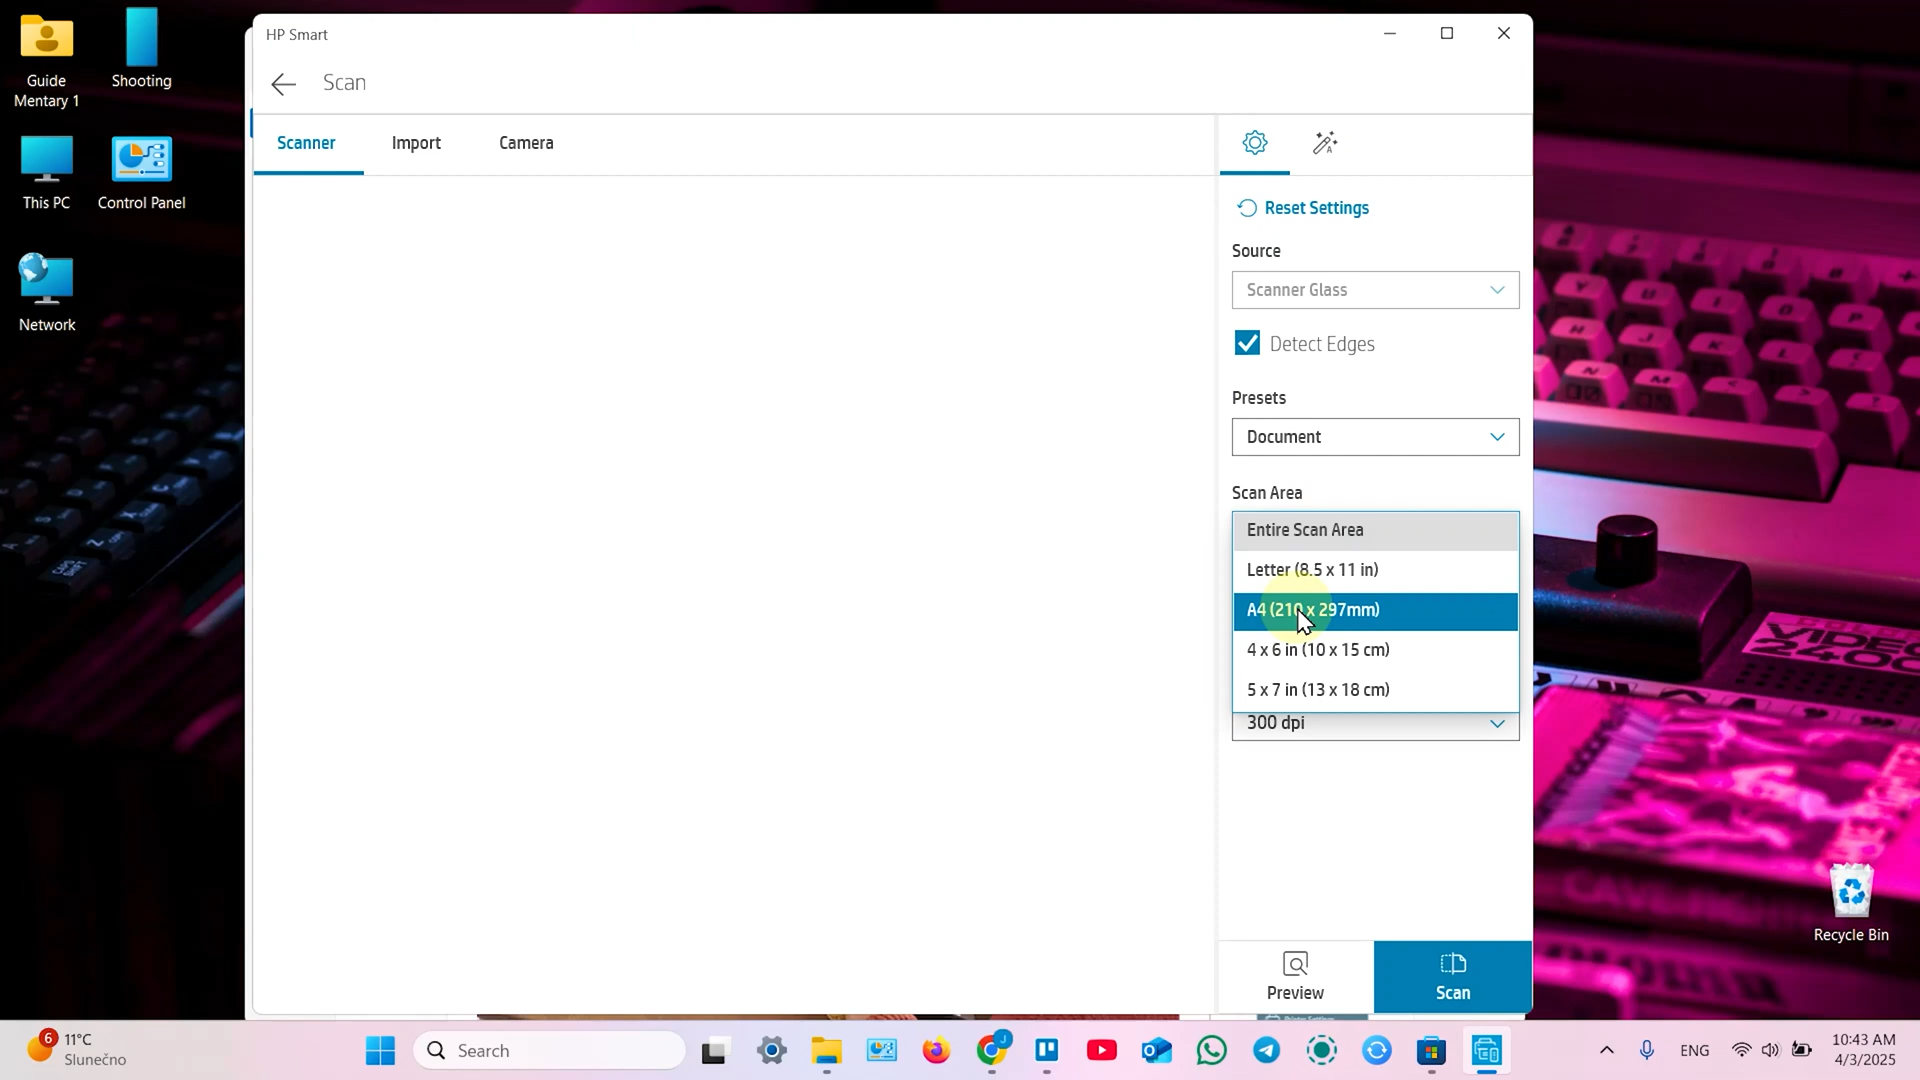 Guide
Mentary 1
Shooting
This PC
Control Panel
Network
HP Smart
Scan
Scanner
Import
Camera
Reset Settings
Source
Scanner Glass
Detect Edges
Presets
Document
Scan Area
Entire Scan Area
Letter (8.5 x 11 in)
A4 (210 x 297mm)
4 x 6 in (10 x 15 cm)
5 x 7 in (13 x 18 cm)
300 dpi
Preview
Scan
Recycle Bin
6
11°C
Slunečno
Search
J
ENG
10:43 AM
4/3/2025
VIDEO
2400